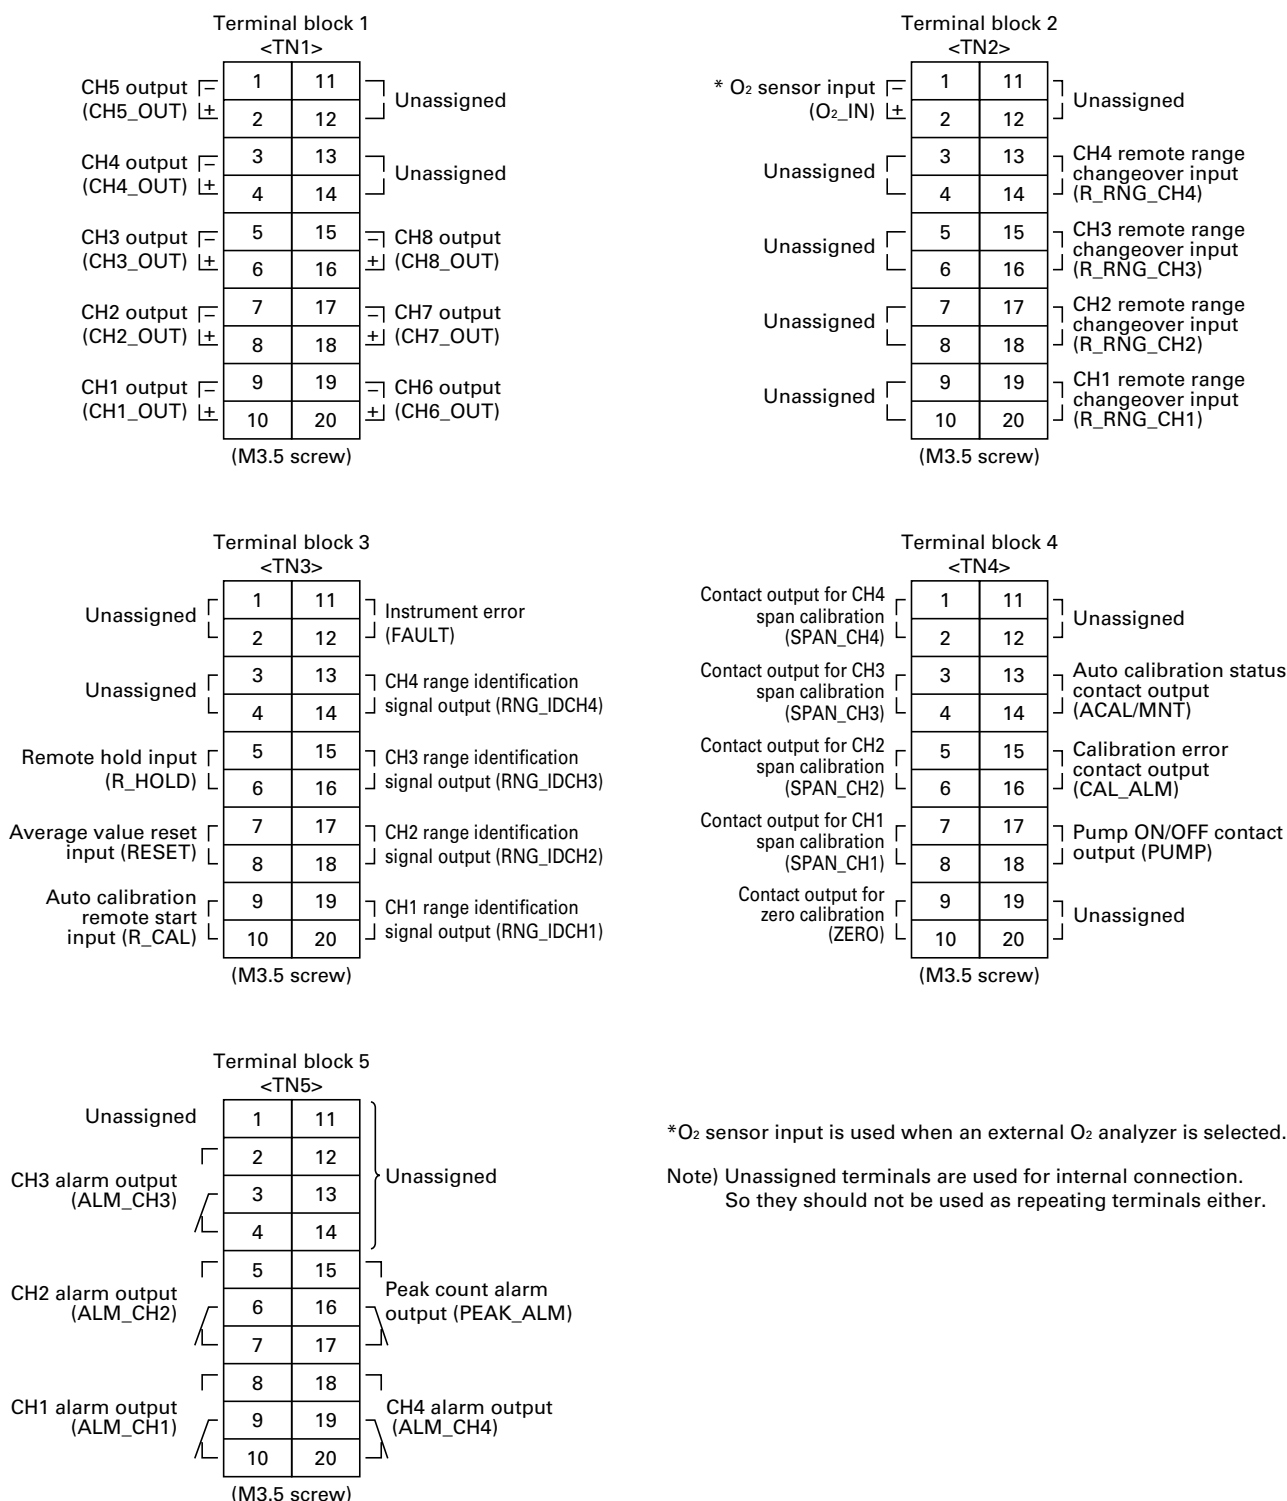 Terminal block 1
<TN1>
CH5 output
(CH5_OUT)
−
+
CH4 output
(CH4_OUT)
−
+
CH3 output
(CH3_OUT)
−
+
CH2 output
(CH2_OUT)
−
+
CH1 output
(CH1_OUT)
−
+
1 11
2 12
3 13
4 14
5 15
6 16
7 17
8 18
9 19
10 20
Unassigned
Unassigned
−
+
CH8 output
(CH8_OUT)
−
+
CH7 output
(CH7_OUT)
−
+
CH6 output
(CH6_OUT)
(M3.5 screw)
Terminal block 2
<TN2>
* O2 sensor input
(O2_IN)
−
+
Unassigned
Unassigned
Unassigned
Unassigned
1 11
2 12
3 13
4 14
5 15
6 16
7 17
8 18
9 19
10 20
Unassigned
CH4 remote range
changeover input
(R_RNG_CH4)
CH3 remote range
changeover input
(R_RNG_CH3)
CH2 remote range
changeover input
(R_RNG_CH2)
CH1 remote range
changeover input
(R_RNG_CH1)
(M3.5 screw)
Terminal block 3
<TN3>
Unassigned
Unassigned
Remote hold input
(R_HOLD)
Average value reset
input (RESET)
Auto calibration
remote start
input (R_CAL)
1 11
2 12
3 13
4 14
5 15
6 16
7 17
8 18
9 19
10 20
Instrument error
(FAULT)
CH4 range identification
signal output (RNG_IDCH4)
CH3 range identification
signal output (RNG_IDCH3)
CH2 range identification
signal output (RNG_IDCH2)
CH1 range identification
signal output (RNG_IDCH1)
(M3.5 screw)
Terminal block 4
<TN4>
Contact output for CH4
span calibration
(SPAN_CH4)
Contact output for CH3
span calibration
(SPAN_CH3)
Contact output for CH2
span calibration
(SPAN_CH2)
Contact output for CH1
span calibration
(SPAN_CH1)
Contact output for
zero calibration
(ZERO)
1 11
2 12
3 13
4 14
5 15
6 16
7 17
8 18
9 19
10 20
Unassigned
Auto calibration status
contact output
(ACAL/MNT)
Calibration error
contact output
(CAL_ALM)
Pump ON/OFF contact
output (PUMP)
Unassigned
(M3.5 screw)
Terminal block 5
<TN5>
Unassigned
CH3 alarm output
(ALM_CH3)
CH2 alarm output
(ALM_CH2)
CH1 alarm output
(ALM_CH1)
1 11
2 12
3 13
4 14
5 15
6 16
7 17
8 18
9 19
10 20
Unassigned
Peak count alarm
output (PEAK_ALM)
CH4 alarm output
(ALM_CH4)
(M3.5 screw)
*O2 sensor input is used when an external O2 analyzer is selected.
Note) Unassigned terminals are used for internal connection.
So they should not be used as repeating terminals either.